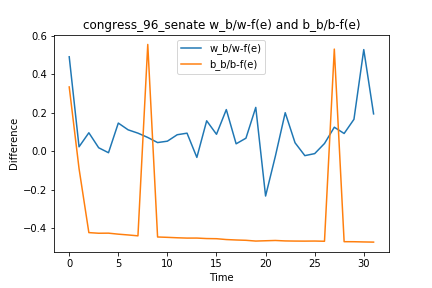 congress_96_senate w_b/w-f(e) and b_b/b-f(e)
w_b/w-f(e)
b_b/b-f(e)
Difference
0.6
0.4
0.2
0.0
−0.2
−0.4
0 5 10 15 20 25 30
Time